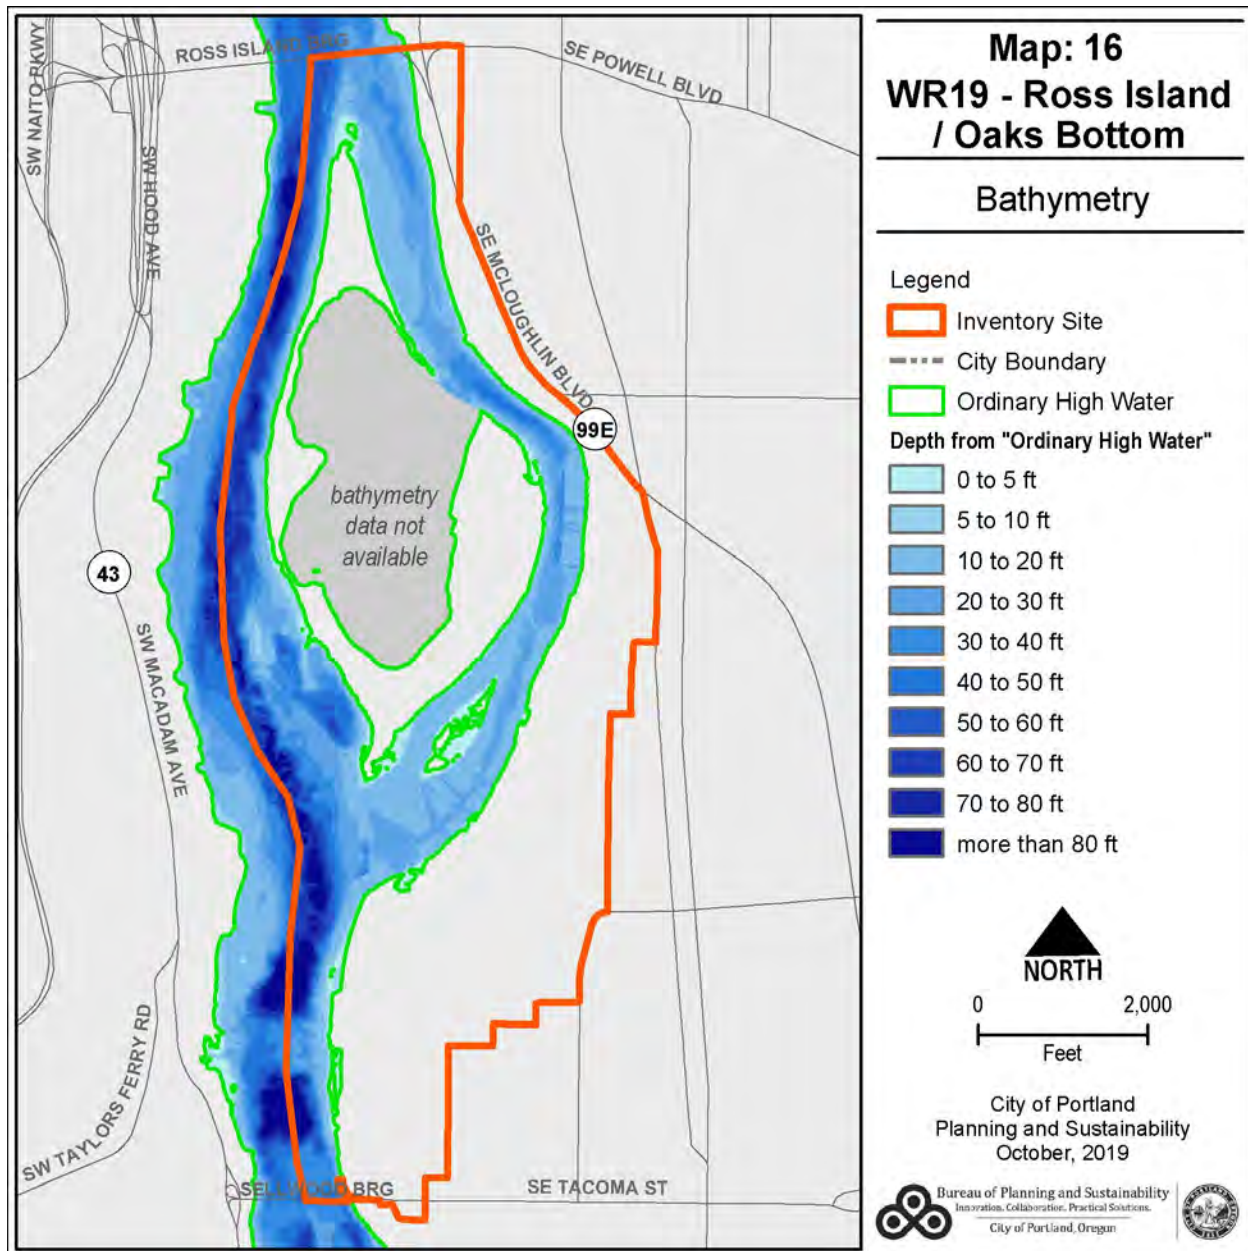 ROSS ISLAND BRG
SE POWELL BLVD
SW NAITO PKWY
SW HOOD AVE
SE MCLOUGHLIN BLVD
99E
bathymetry
data not
available
43
SW MACADAM AVE
SW TAYLORS FERRY RD
SELLWOOD BRG
SE TACOMA ST
Map: 16
WR19 - Ross Island
/ Oaks Bottom
Bathymetry
Legend
Inventory Site
City Boundary
Ordinary High Water
Depth from "Ordinary High Water"
0 to 5 ft
5 to 10 ft
10 to 20 ft
20 to 30 ft
30 to 40 ft
40 to 50 ft
50 to 60 ft
60 to 70 ft
70 to 80 ft
more than 80 ft
NORTH
0 2,000
Feet
City of Portland
Planning and Sustainability
October, 2019
Bureau of Planning and Sustainability
Innovation. Collaboration. Practical Solutions.
City of Portland, Oregon